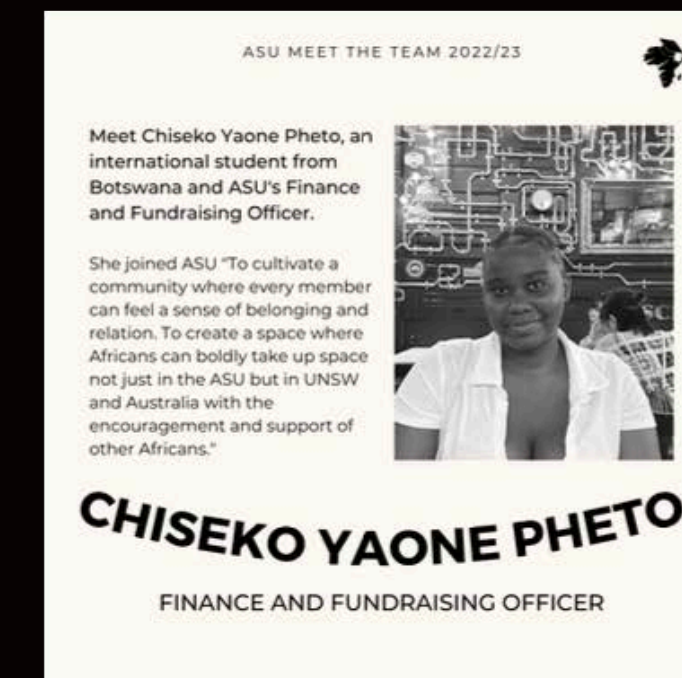 ASU MEET THE TEAM 2022/23
Meet Chiseko Yaone Pheto, an
international student from
Botswana and ASU's Finance
and Fundraising Officer.
She joined ASU "To cultivate a
community where every member
can feel a sense of belonging and
relation. To create a space where
Africans can boldly take up space
not just in the ASU but in UNSW
and Australia with the
encouragement and support of
other Africans."
CHISEKO YAONE PHETO
FINANCE AND FUNDRAISING OFFICER